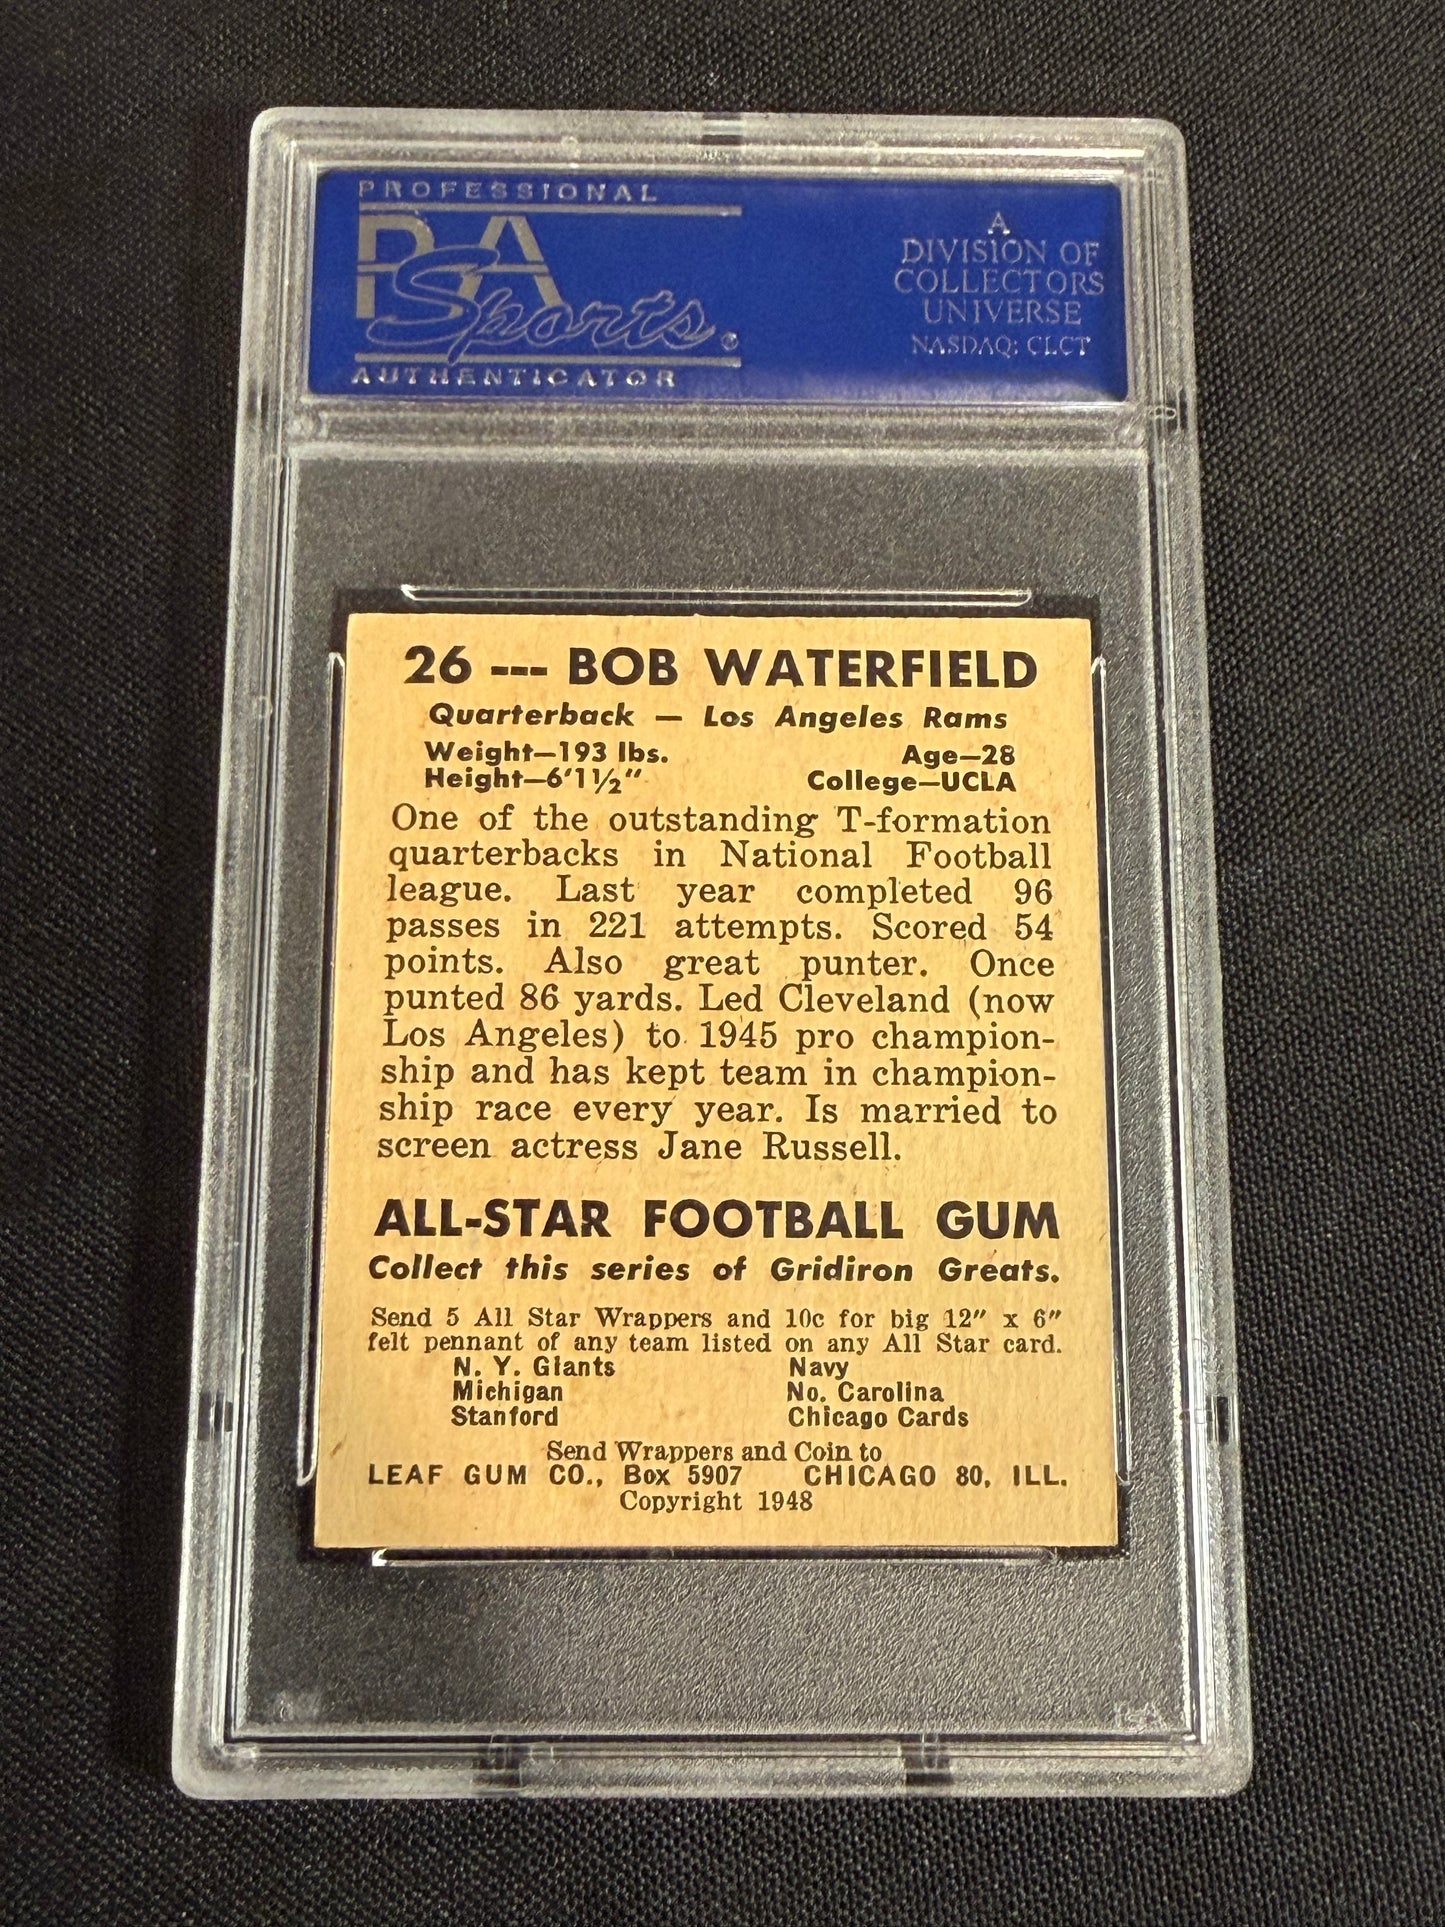 PROFESSIONAL
PSA
Sports®
AUTHENTICATOR
A
DIVISION OF
COLLECTORS
UNIVERSE
NASDAQ: CLCT
26 --- BOB WATERFIELD
Quarterback — Los Angeles Rams
Weight—193 lbs. Age—28
Height—6'1½" College—UCLA
One of the outstanding T-formation
quarterbacks in National Football
league. Last year completed 96
passes in 221 attempts. Scored 54
points. Also great punter. Once
punted 86 yards. Led Cleveland (now
Los Angeles) to 1945 pro champion-
ship and has kept team in champion-
ship race every year. Is married to
screen actress Jane Russell.
ALL-STAR FOOTBALL GUM
Collect this series of Gridiron Greats.
Send 5 All Star Wrappers and 10c for big 12" x 6"
felt pennant of any team listed on any All Star card.
N. Y. Giants Navy
Michigan No. Carolina
Stanford Chicago Cards
Send Wrappers and Coin to
LEAF GUM CO., Box 5907 CHICAGO 80, ILL.
Copyright 1948